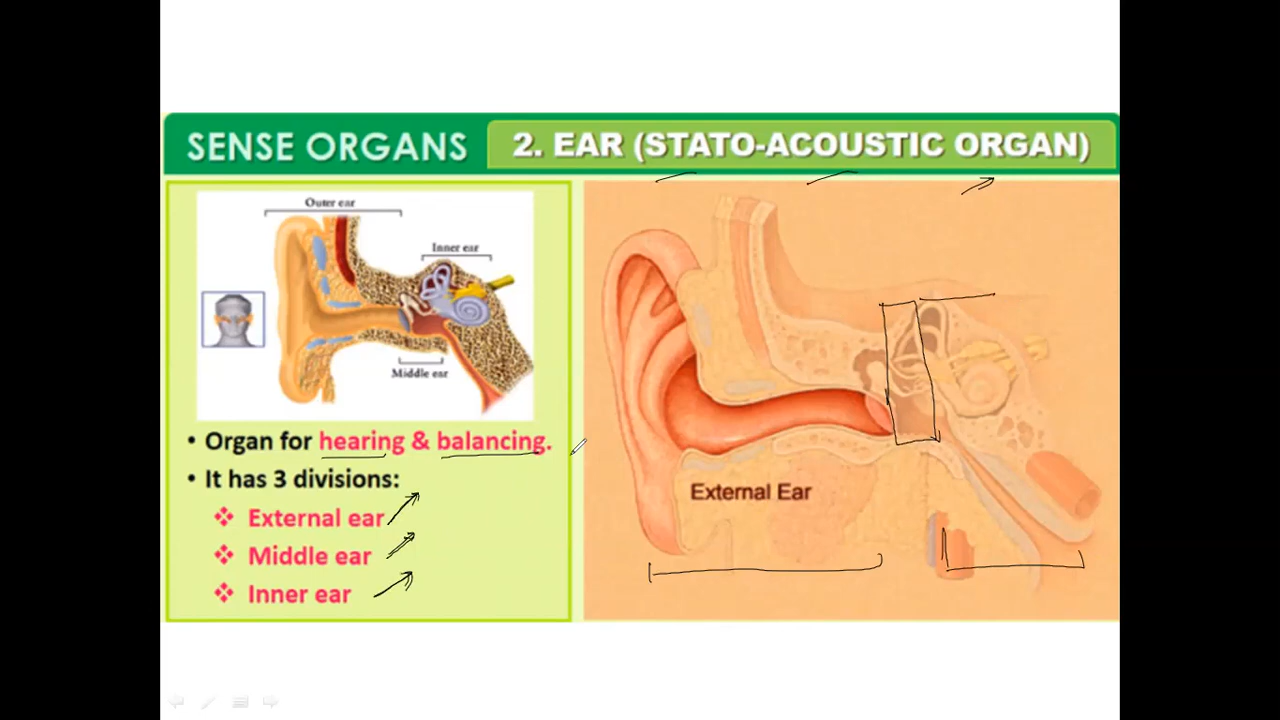 SENSE ORGANS
2. EAR (STATO-ACOUSTIC ORGAN)
Outer ear
Inner ear
Middle ear
• Organ for hearing & balancing.
• It has 3 divisions:
❖ External ear
❖ Middle ear
❖ Inner ear
External Ear